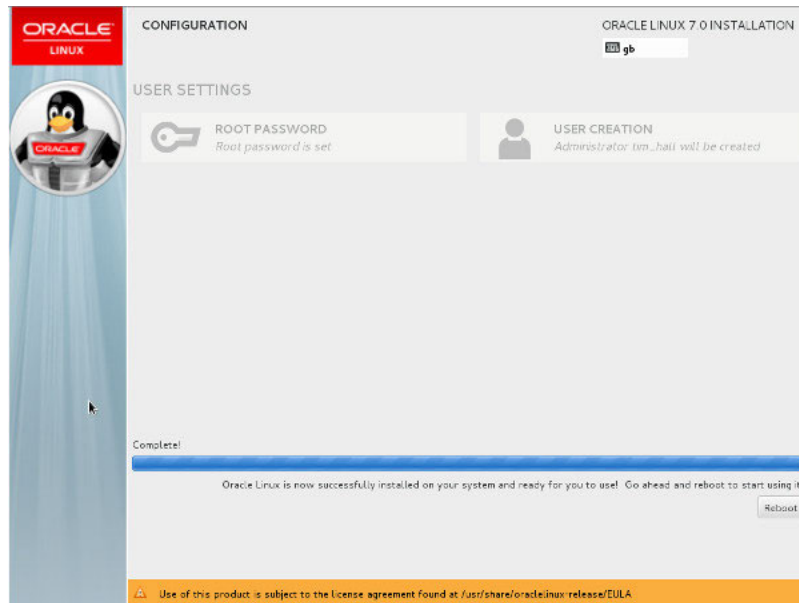 ORACLE
LINUX
CONFIGURATION
ORACLE LINUX 7.0 INSTALLATION
gb
ORACLE
USER SETTINGS
ROOT PASSWORD
Root password is set
USER CREATION
Administrator tim_hall will be created
Complete!
Oracle Linux is now successfully installed on your system and ready for you to use! Go ahead and reboot to start using it
Reboot
Use of this product is subject to the license agreement found at /usr/share/oraclelinux-release/EULA